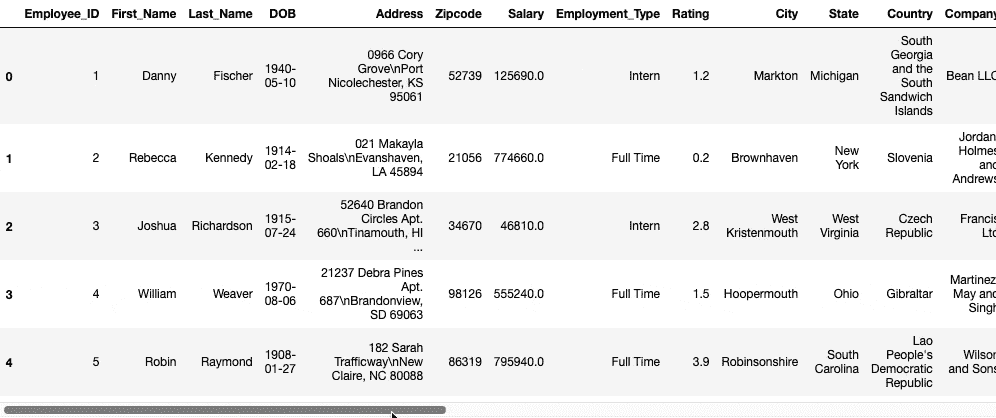 Employee_ID First_Name Last_Name DOB Address Zipcode Salary Employment_Type Rating City State Country Company
0 1 Danny Fischer 1940-05-10 0966 Cory Grove\nPort Nicolechester, KS 95061 52739 125690.0 Intern 1.2 Markton Michigan South Georgia and the South Sandwich Islands Bean LLC
1 2 Rebecca Kennedy 1914-02-18 021 Makayla Shoals\nEvanshaven, LA 45894 21056 774660.0 Full Time 0.2 Brownhaven New York Slovenia Jordan Holmes and Andrews
2 3 Joshua Richardson 1915-07-24 52640 Brandon Circles Apt. 660\nTinamouth, HI ... 34670 46810.0 Intern 2.8 West Kristenmouth West Virginia Czech Republic Francis Ltd
3 4 William Weaver 1970-08-06 21237 Debra Pines Apt. 687\nBrandonview, SD 69063 98126 555240.0 Full Time 1.5 Hoopermouth Ohio Gibraltar Martinez May and Singh
4 5 Robin Raymond 1908-01-27 182 Sarah Trafficway\nNew Claire, NC 80088 86319 795940.0 Full Time 3.9 Robinsonshire South Carolina Lao People's Democratic Republic Wilson and Sons